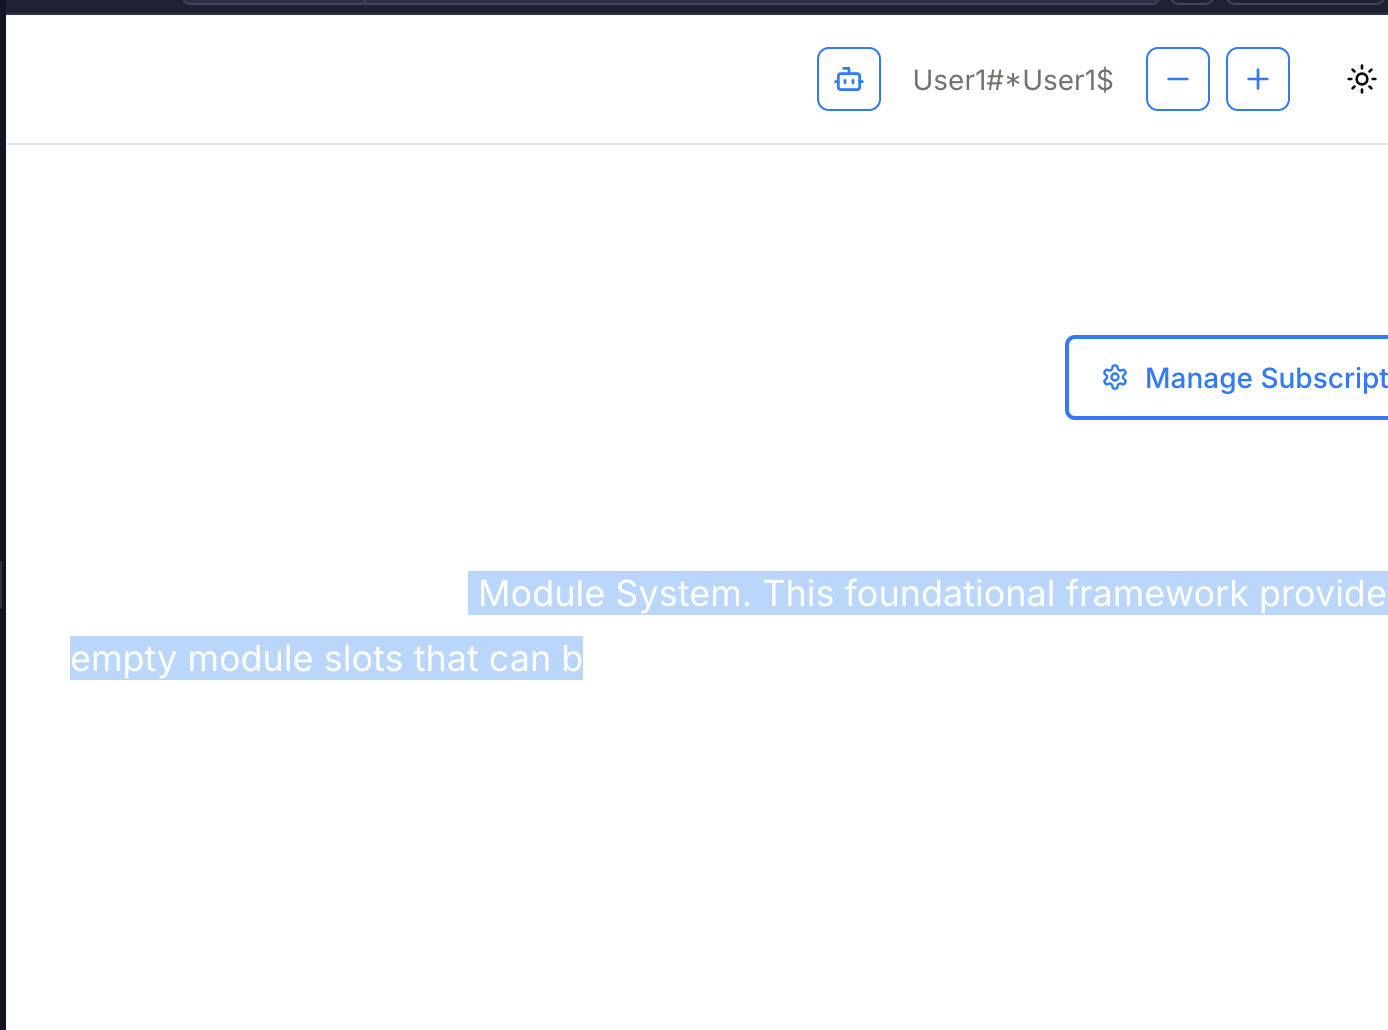 User1#*User1$
Manage Subscript
Module System. This foundational framework provide
empty module slots that can b